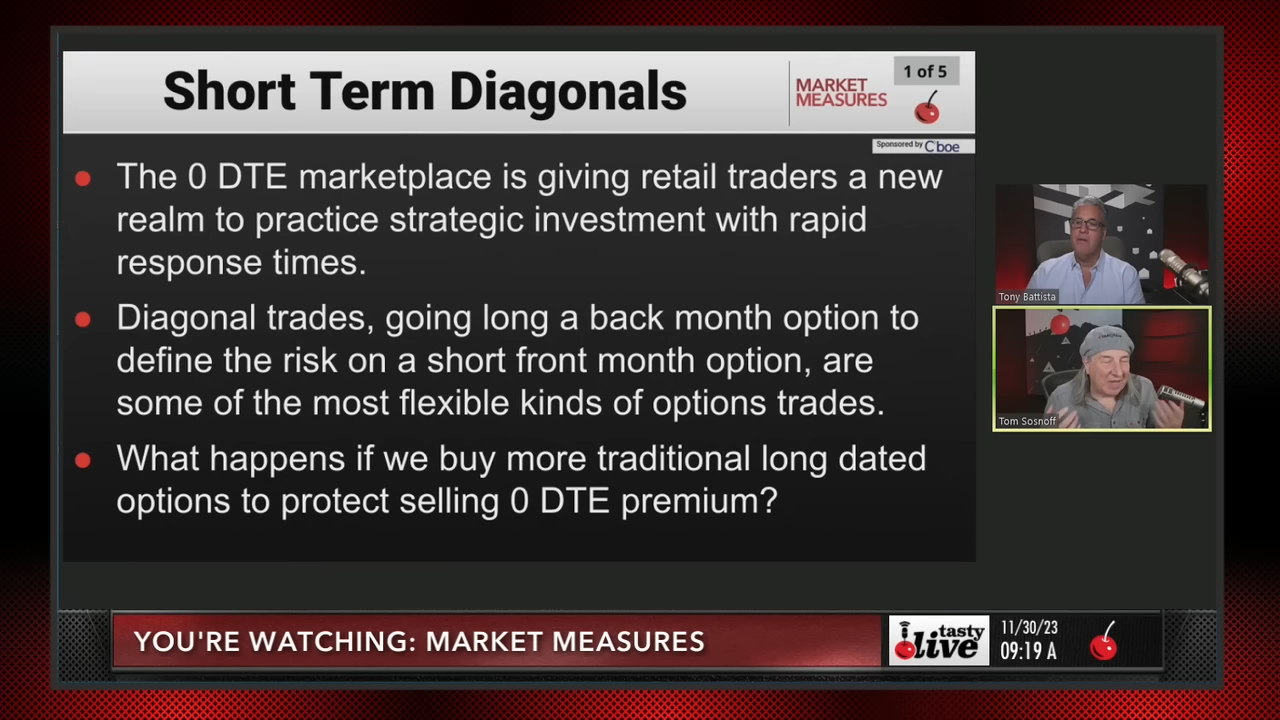 Short Term Diagonals
MARKET
MEASURES
1 of 5
Sponsored by Cboe
● The 0 DTE marketplace is giving retail traders a new
realm to practice strategic investment with rapid
response times.
● Diagonal trades, going long a back month option to
define the risk on a short front month option, are
some of the most flexible kinds of options trades.
● What happens if we buy more traditional long dated
options to protect selling 0 DTE premium?
Tony Battista
Tom Sosnoff
YOU'RE WATCHING: MARKET MEASURES
tasty
live
11/30/23
09:19 A